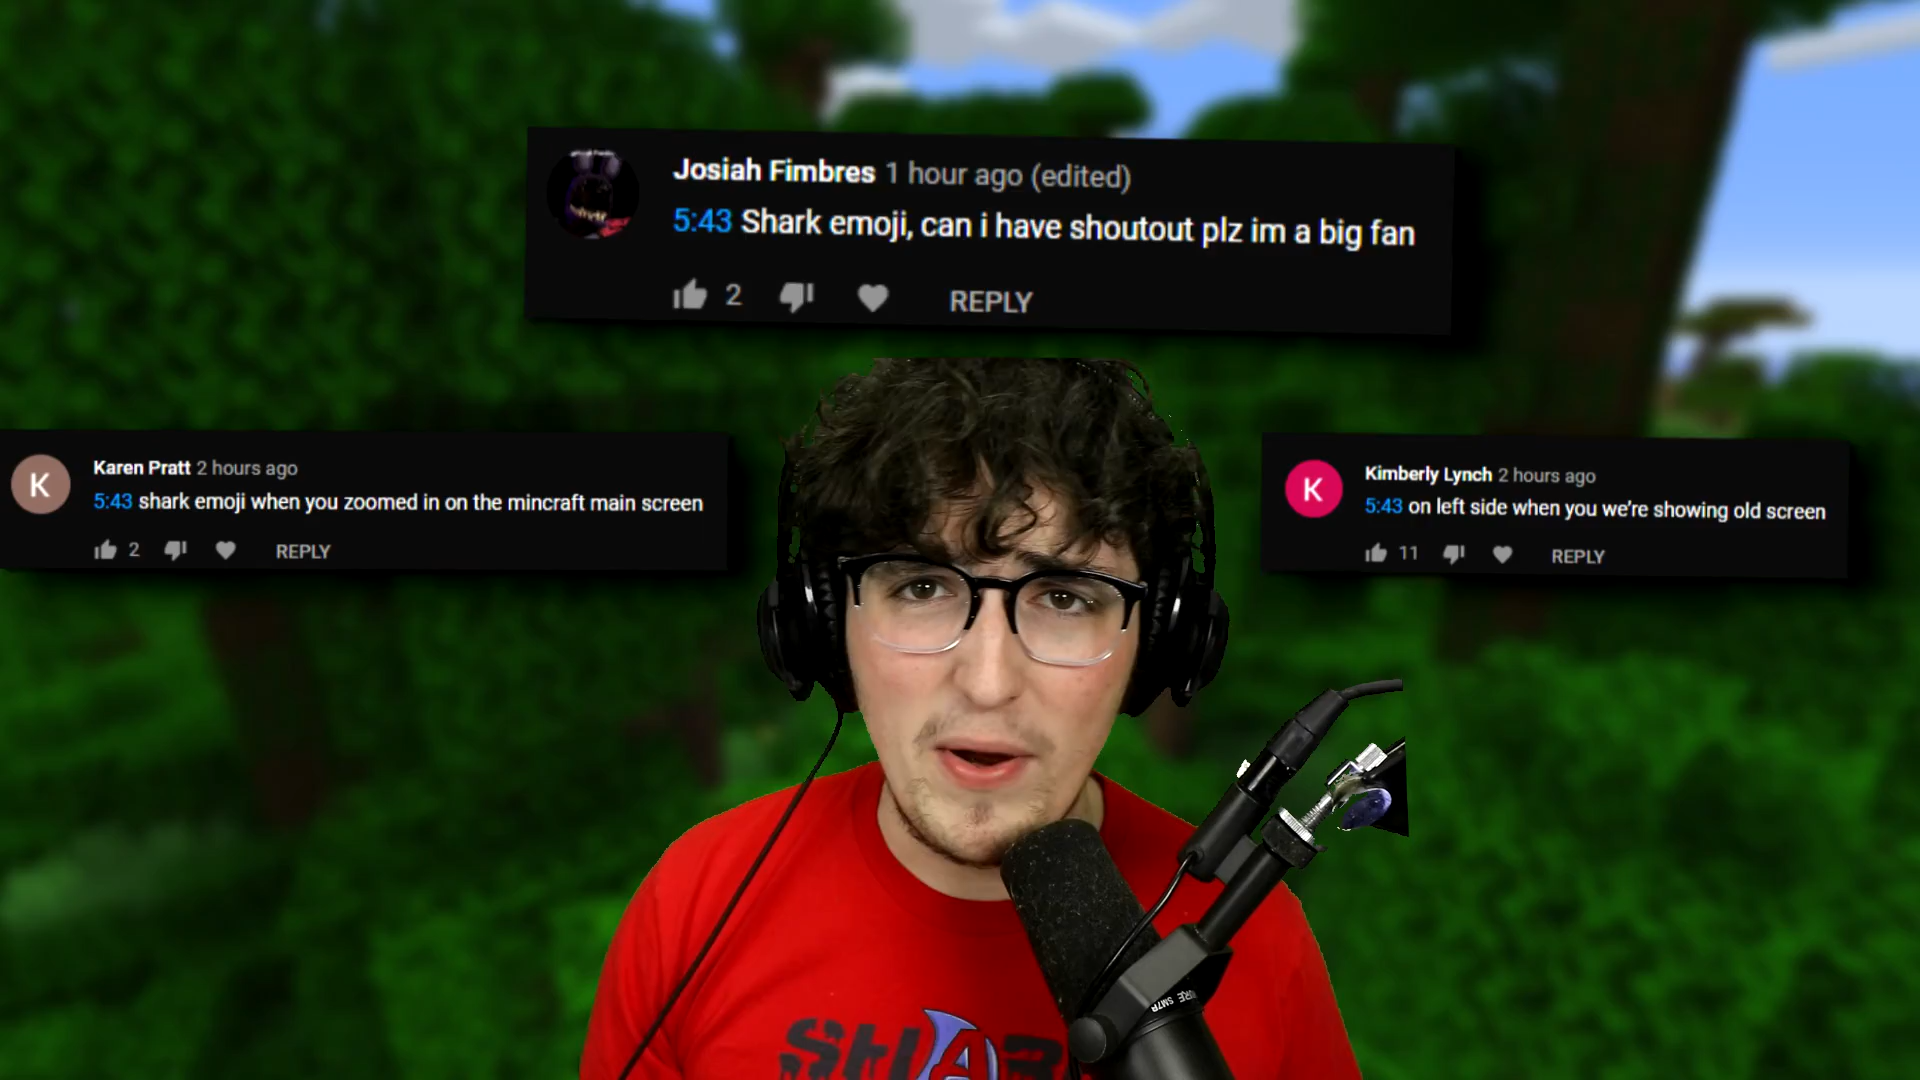 Josiah Fimbres 1 hour ago (edited)
5:43 Shark emoji, can i have shoutout plz im a big fan
2 REPLY
K
Karen Pratt 2 hours ago
5:43 shark emoji when you zoomed in on the mincraft main screen
2 REPLY
K
Kimberly Lynch 2 hours ago
5:43 on left side when you we’re showing old screen
11 REPLY